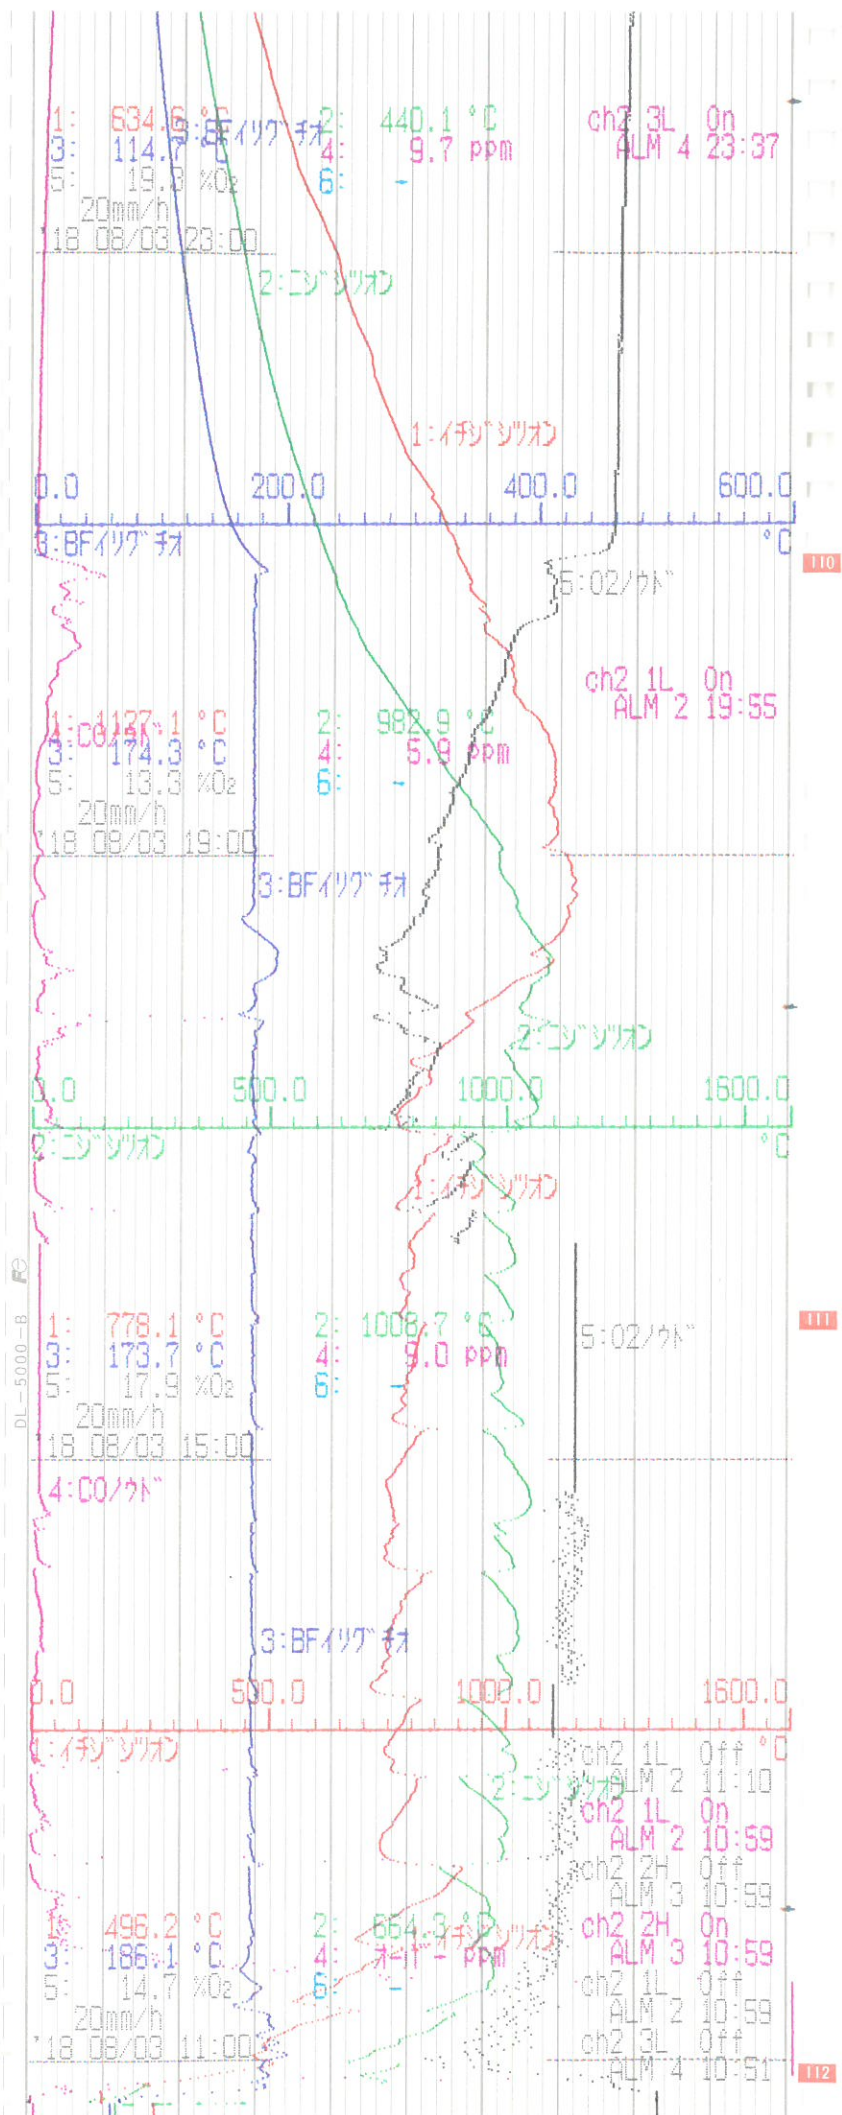 1: 634.6 °C 2: 440.1 °C ch2 3L On
3: 114.7 °C 4: 9.7 ppm ALM 4 23:37
3:BFイリグチオ
5: 19.3 %O2 6: -
20mm/h
'18 08/03 23:00
2:ニジシツオン
1:イチジシツオン
0.0 200.0 400.0 600.0
°C
3:BFイリグチオ
5:O2ノウド
110
ch2 1L On
ALM 2 19:55
1: 1127.1 °C 2: 982.9 °C
4:COノウド
3: 174.3 °C 4: 5.9 ppm
5: 13.3 %O2 6: -
20mm/h
'18 08/03 19:00
3:BFイリグチオ
2:ニジシツオン
0.0 500.0 1000.0 1600.0
°C
2:ニジシツオン
1:イチジシツオン
DL-5000-B Fe
1: 778.1 °C 2: 1008.7 °C
5:O2ノウド
111
3: 173.7 °C 4: 9.0 ppm
5: 17.9 %O2 6: -
20mm/h
'18 08/03 15:00
4:COノウド
3:BFイリグチオ
0.0 500.0 1000.0 1600.0
°C
1:イチジシツオン
ch2 1L Off
ALM 2 11:10
2:ニジシツオン
ch2 1L On
ALM 2 10:59
ch2 2H Off
ALM 3 10:59
1: 496.2 °C 2: 664.3 °C
1:イチジシツオン
ch2 2H On
ALM 3 10:59
3: 186.1 °C 4: オーバー ppm
5: 14.7 %O2 6: -
ch2 1L Off
ALM 2 10:59
20mm/h
'18 08/03 11:00
ch2 3L Off
ALM 4 10:51
112